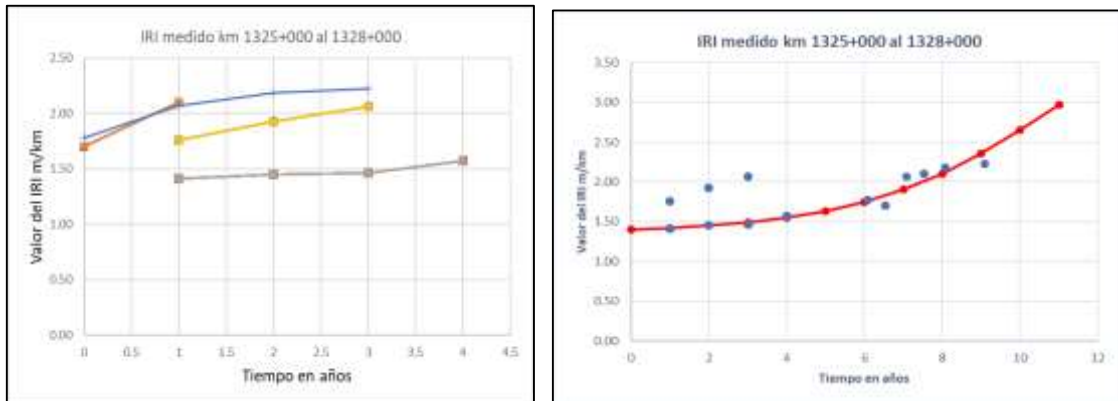 IRI medido km 1325+000 al 1328+000
Valor del IRI m/km
2.50
2.00
1.50
1.00
0.50
0.00
0 0.5 1 1.5 2 2.5 3 3.5 4 4.5
Tiempo en años
IRI medido km 1325+000 al 1328+000
Valor del IRI m/km
3.50
3.00
2.50
2.00
1.50
1.00
0.50
0.00
0 2 4 6 8 10 12
Tiempo en años